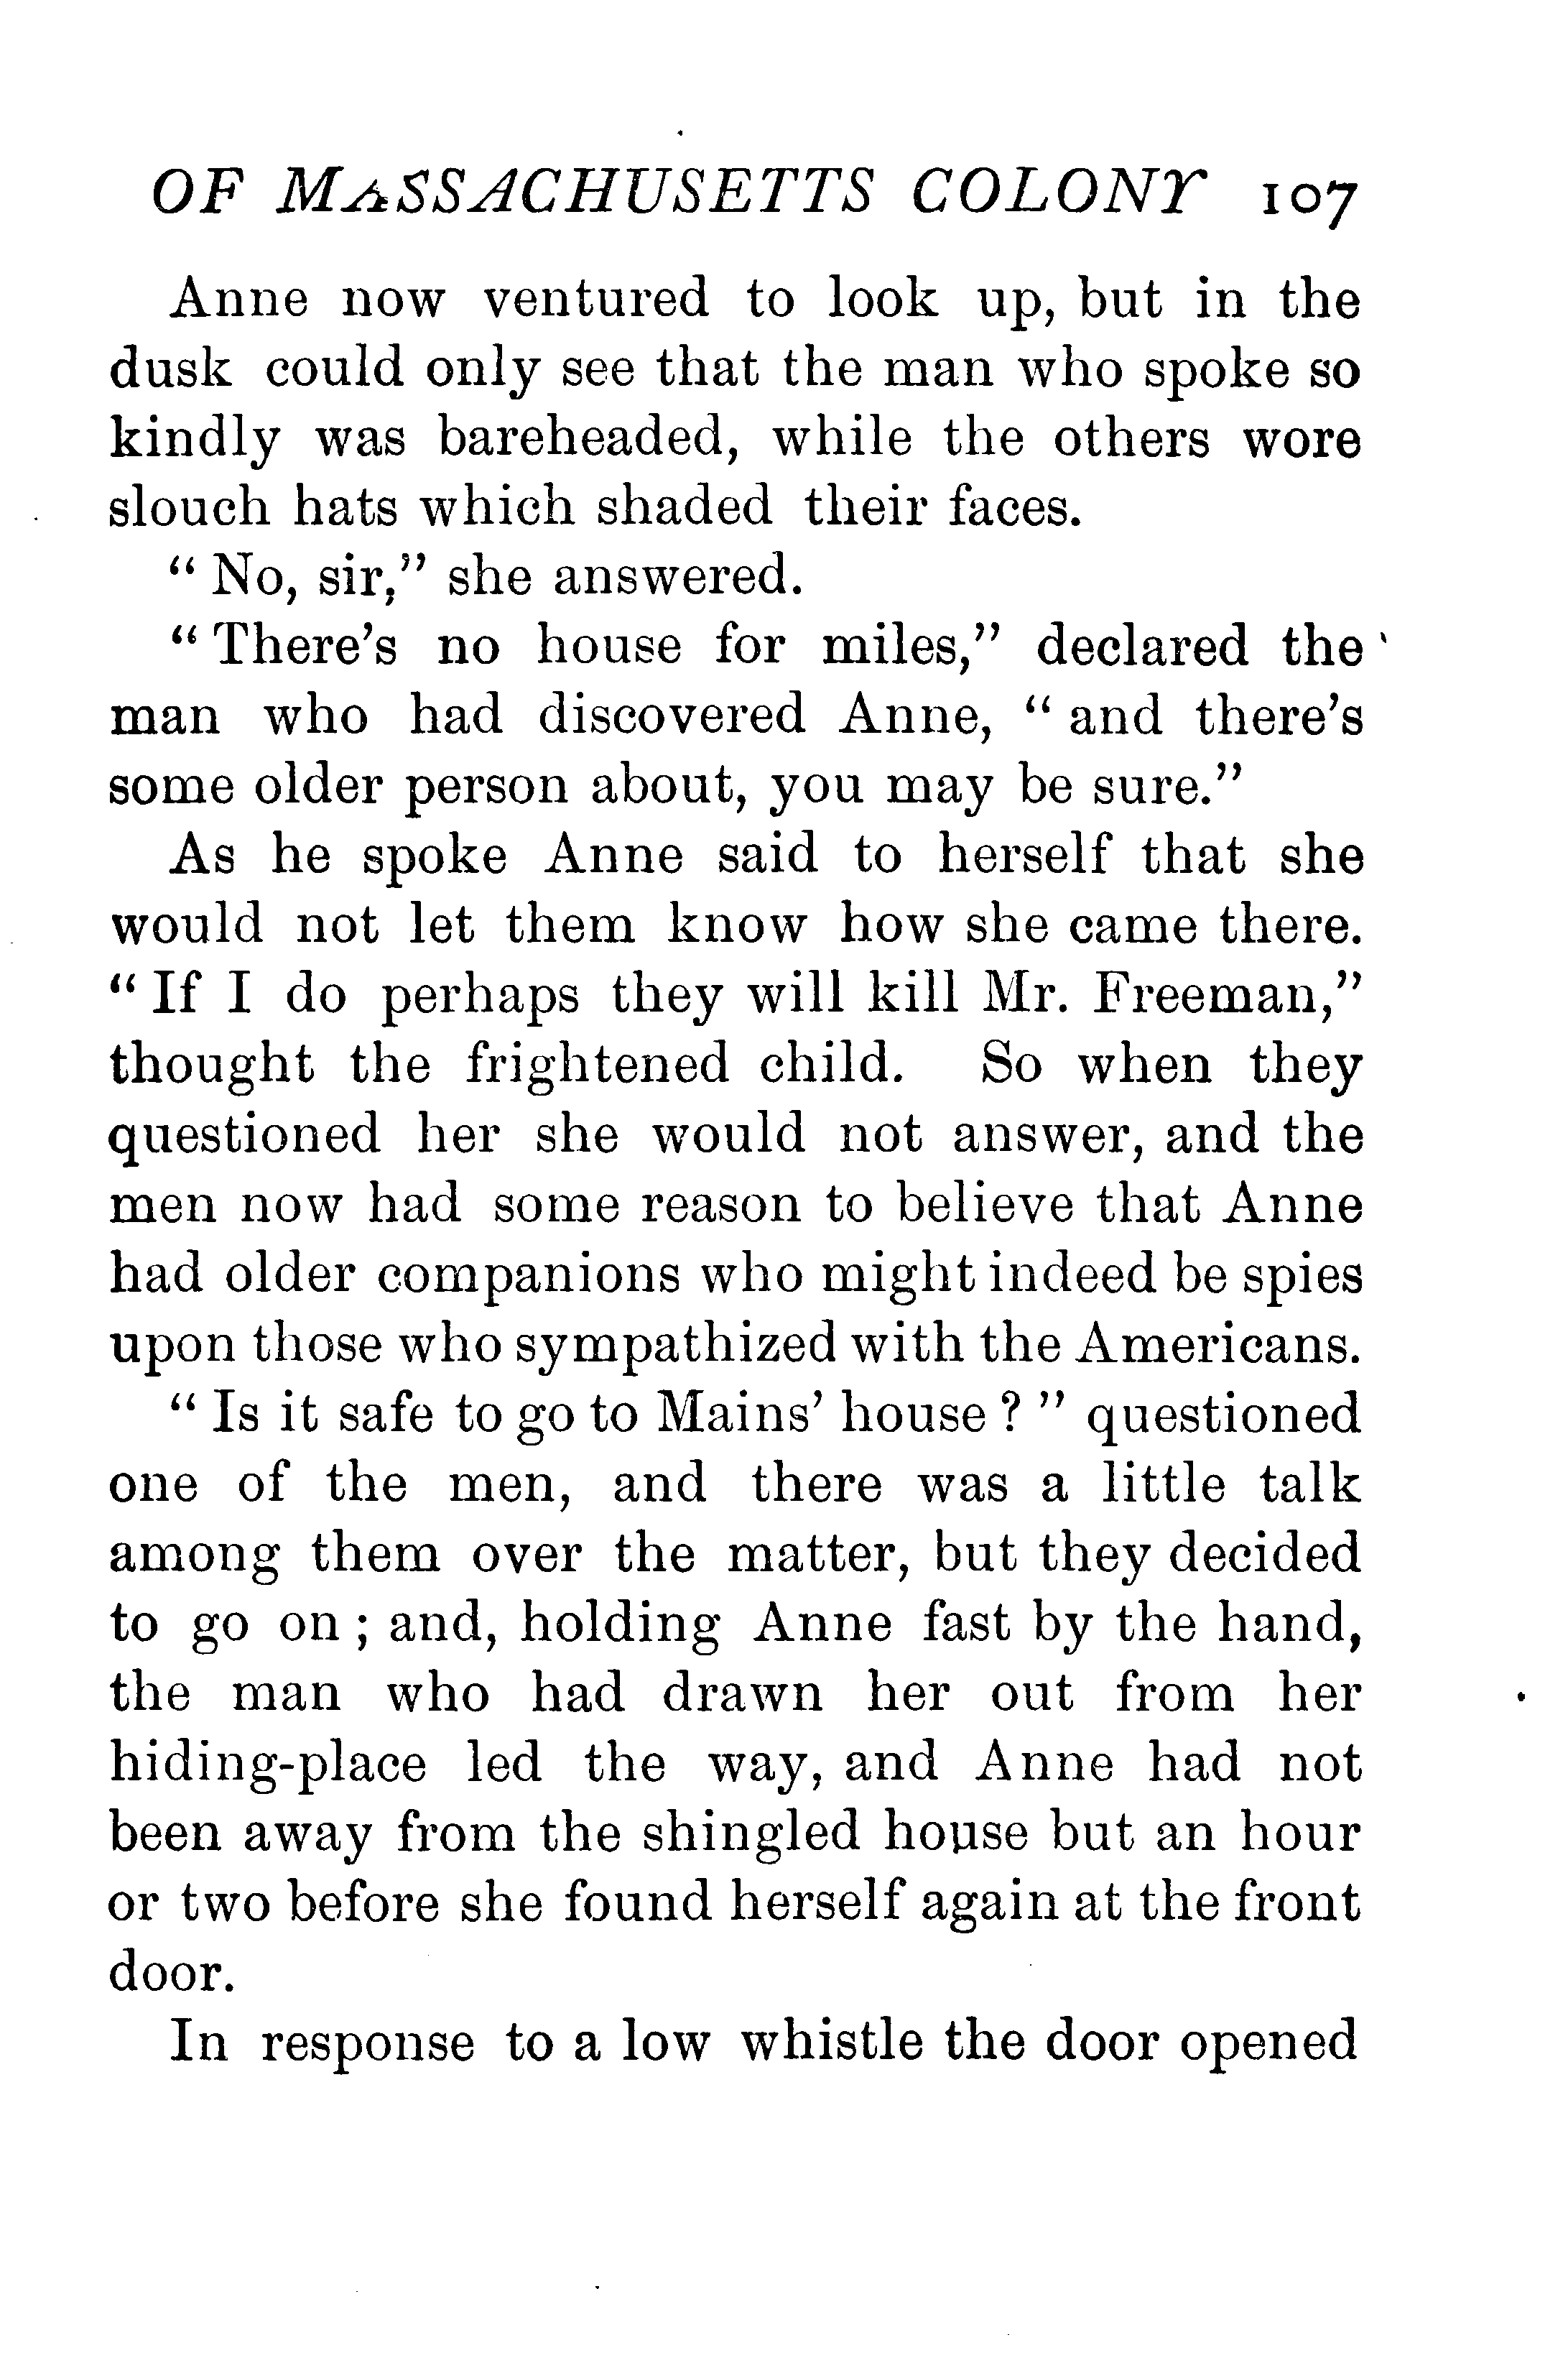 OF MASSACHUSETTS COLONY 107
Anne now ventured to look up, but in the
dusk could only see that the man who spoke so
kindly was bareheaded, while the others wore
slouch hats which shaded their faces.
“ No, sir,” she answered.
“ There’s no house for miles,” declared the
man who had discovered Anne, “ and there’s
some older person about, you may be sure.”
As he spoke Anne said to herself that she
would not let them know how she came there.
“ If I do perhaps they will kill Mr. Freeman,”
thought the frightened child. So when they
questioned her she would not answer, and the
men now had some reason to believe that Anne
had older companions who might indeed be spies
upon those who sympathized with the Americans.
“ Is it safe to go to Mains’ house ? ” questioned
one of the men, and there was a little talk
among them over the matter, but they decided
to go on ; and, holding Anne fast by the hand,
the man who had drawn her out from her
hiding-place led the way, and Anne had not
been away from the shingled house but an hour
or two before she found herself again at the front
door.
In response to a low whistle the door opened